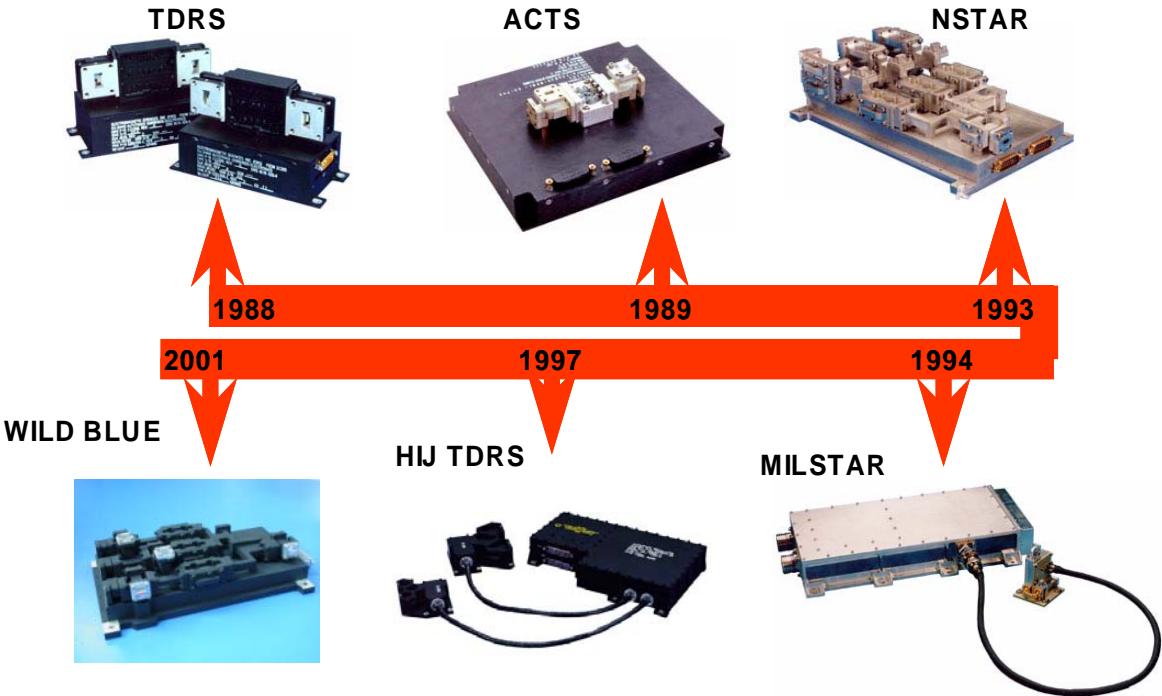 TDRS
ACTS
NSTAR
1988
1989
1993
2001
1997
1994
WILD BLUE
HIJ TDRS
MILSTAR